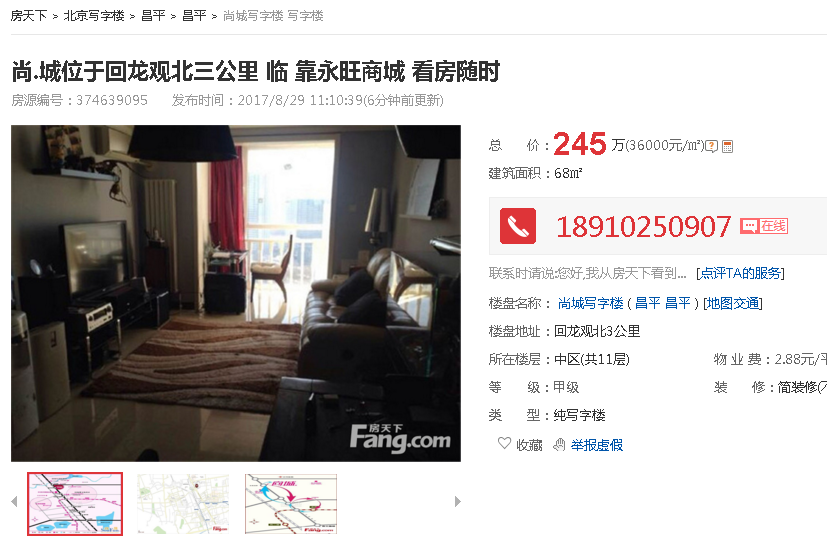 房天下 > 北京写字楼 > 昌平 > 昌平 > 尚城写字楼 写字楼
尚.城位于回龙观北三公里 临 靠永旺商城 看房随时
房源编号：374639095 发布时间：2017/8/29 11:10:39(6分钟前更新)
总 价：245 万(36000元/㎡)
建筑面积：68㎡
18910250907 在线
联系时请说:您好,我从房天下看到... [点评TA的服务]
楼盘名称： 尚城写字楼 ( 昌平 昌平 ) [地图交通]
楼盘地址：回龙观北3公里
所在楼层：中区(共11层) 物 业 费：2.88元/平
等 级：甲级 装 修：简装修(
类 型：纯写字楼
收藏 举报虚假
房天下
Fang.com